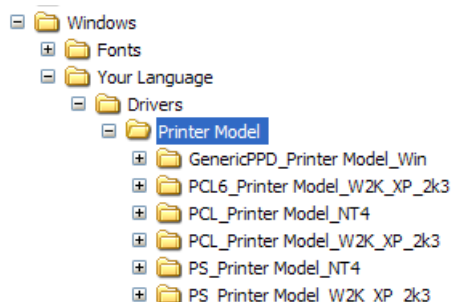 Windows
Fonts
Your Language
Drivers
Printer Model
GenericPPD_Printer Model_Win
PCL6_Printer Model_W2K_XP_2k3
PCL_Printer Model_NT4
PCL_Printer Model_W2K_XP_2k3
PS_Printer Model_NT4
PS_Printer Model_W2K_XP_2k3